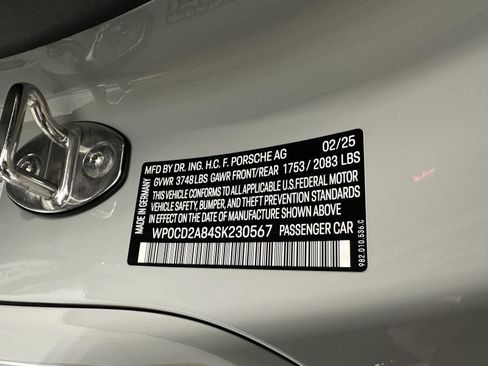 MADE IN GERMANY
MFD BY DR. ING. H.C. F. PORSCHE AG 02/25
GVWR 3748 LBS GAWR FRONT/REAR 1753 / 2083 LBS
THIS VEHICLE CONFORMS TO ALL APPLICABLE U.S. FEDERAL MOTOR
VEHICLE SAFETY, BUMPER, AND THEFT PREVENTION STANDARDS
IN EFFECT ON THE DATE OF MANUFACTURE SHOWN ABOVE
WP0CD2A84SK230567 PASSENGER CAR
982.010.536.C